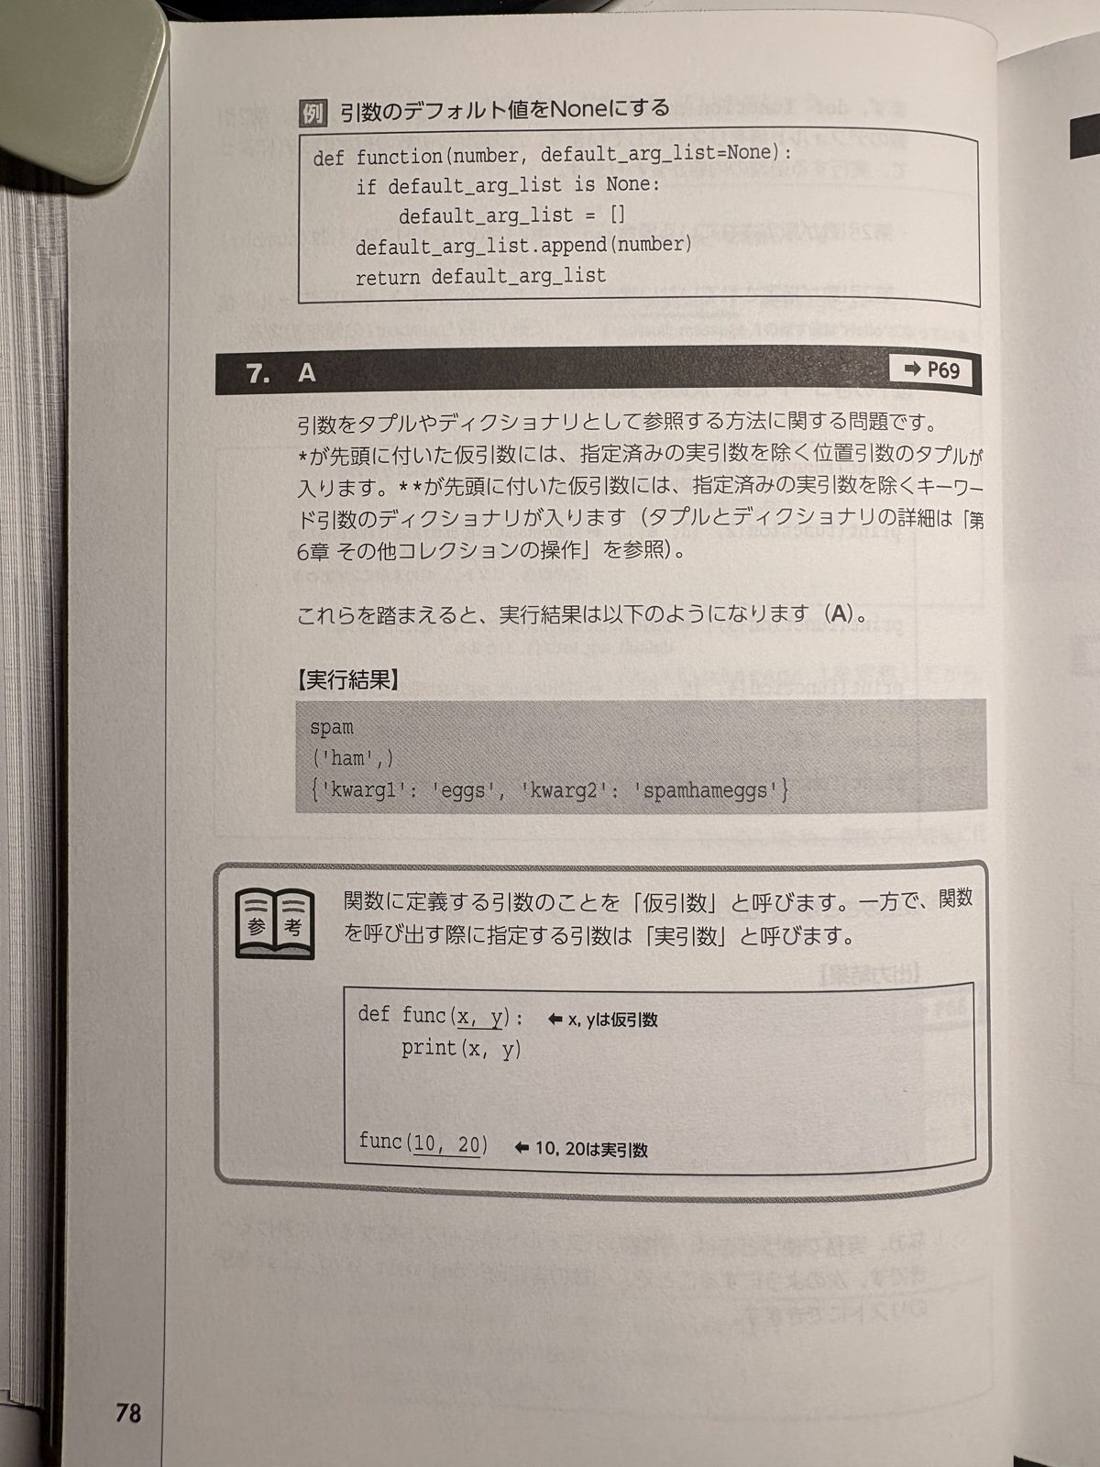 例 引数のデフォルト値をNoneにする
def function(number, default_arg_list=None):
    if default_arg_list is None:
        default_arg_list = []
    default_arg_list.append(number)
    return default_arg_list
7. A ➡ P69
引数をタプルやディクショナリとして参照する方法に関する問題です。
*が先頭に付いた仮引数には、指定済みの実引数を除く位置引数のタプルが
入ります。**が先頭に付いた仮引数には、指定済みの実引数を除くキーワー
ド引数のディクショナリが入ります（タプルとディクショナリの詳細は「第
6章 その他コレクションの操作」を参照）。
これらを踏まえると、実行結果は以下のようになります（A）。
【実行結果】
spam
('ham',)
{'kwarg1': 'eggs', 'kwarg2': 'spamhameggs'}
参考
関数に定義する引数のことを「仮引数」と呼びます。一方で、関数
を呼び出す際に指定する引数は「実引数」と呼びます。
def func(x, y): ⬅ x, yは仮引数
    print(x, y)
func(10, 20) ⬅ 10, 20は実引数
78